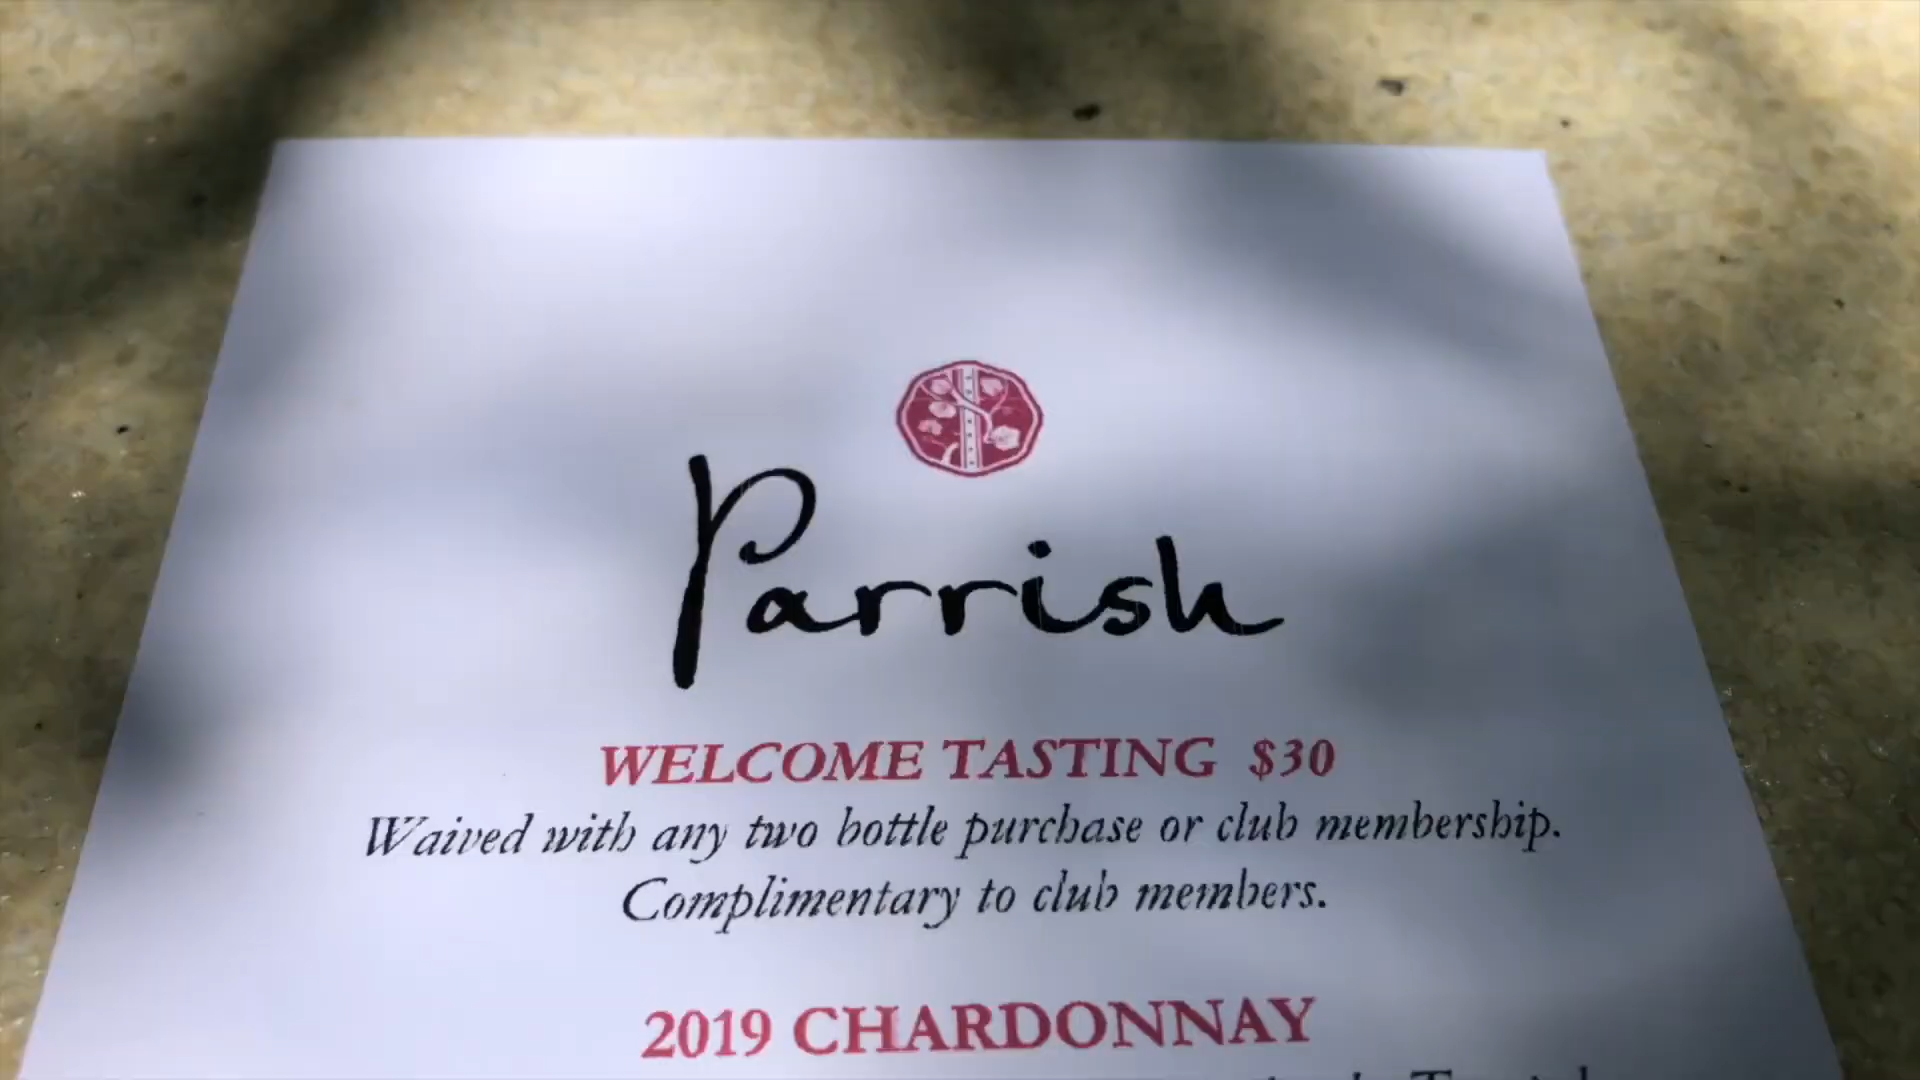 Parrish
WELCOME TASTING $30
Waived with any two bottle purchase or club membership.
Complimentary to club members.
2019 CHARDONNAY